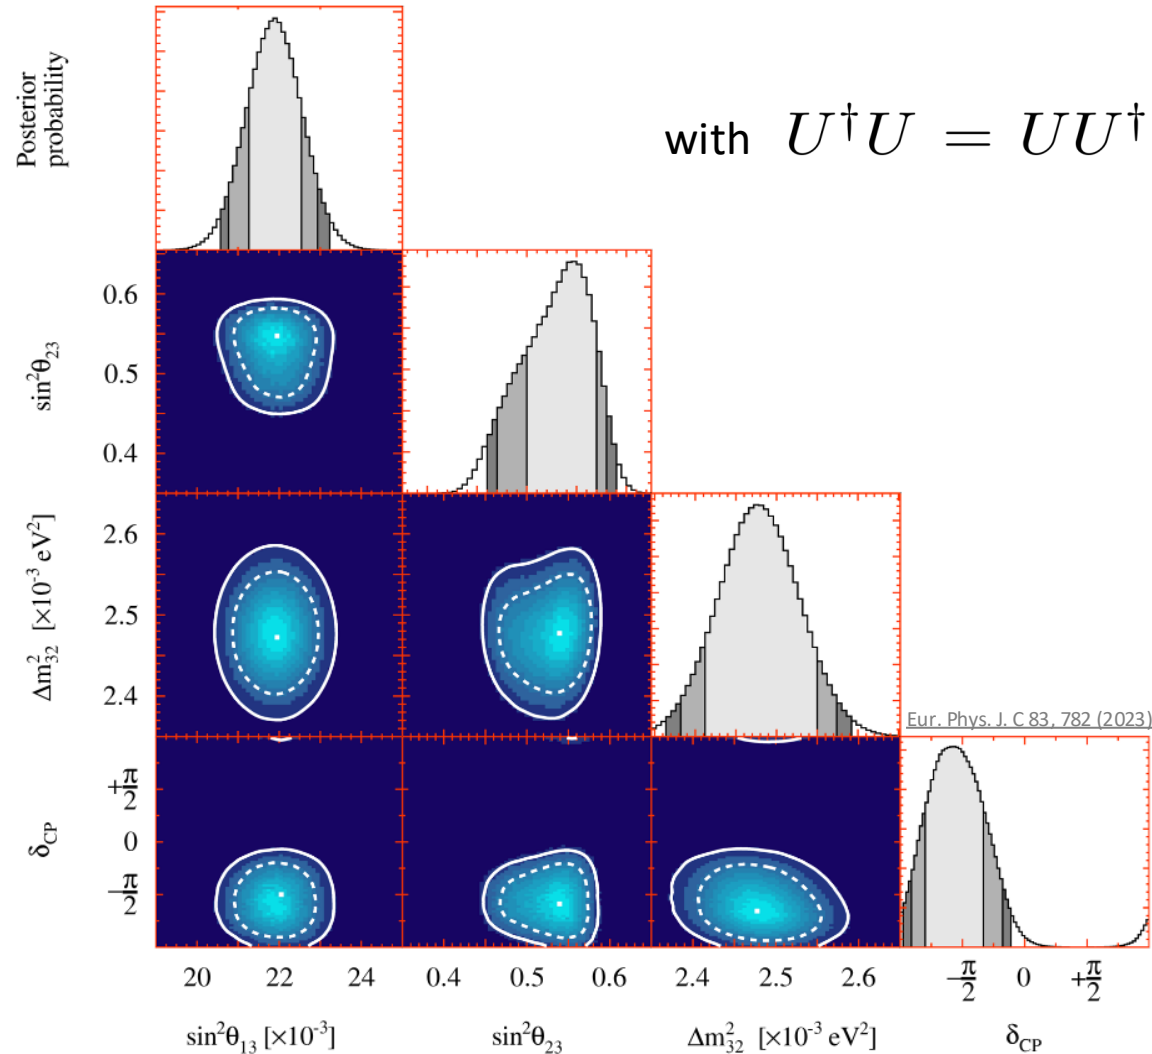 Posterior
probability
with U†U = UU†
0.6
0.5
0.4
sin²θ₂₃
2.6
2.5
2.4
Δm²₃₂ [×10⁻³ eV²]
Eur. Phys. J. C 83, 782 (2023)
+π/2
0
−π/2
δ_CP
20 22 24 0.4 0.5 0.6 2.4 2.5 2.6 −π/2 0 +π/2
sin²θ₁₃ [×10⁻³] sin²θ₂₃ Δm²₃₂ [×10⁻³ eV²] δ_CP